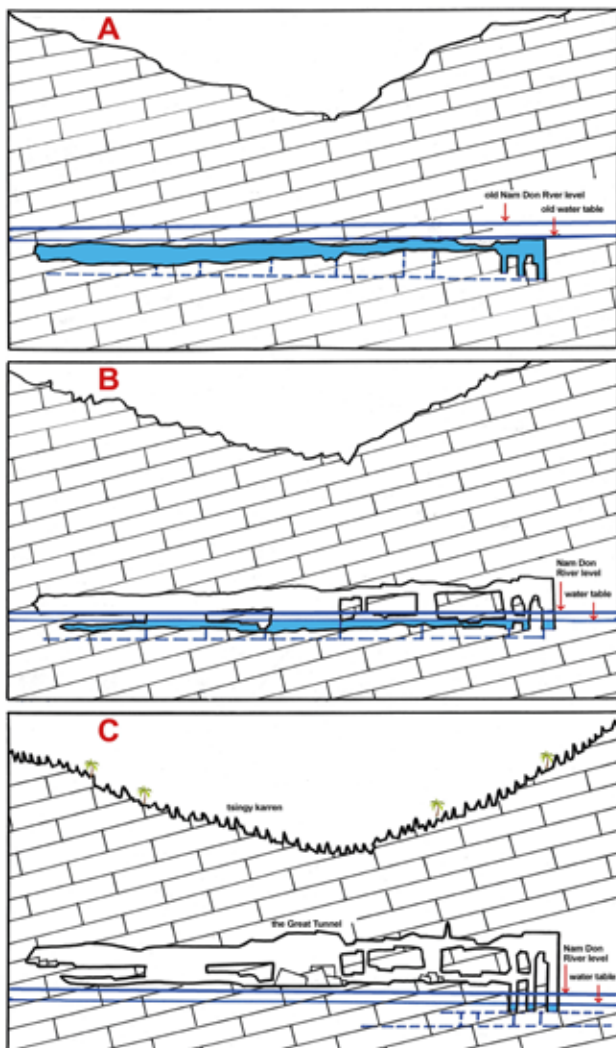 A
old Nam Don Rver level
old water table
B
Nam Don
River level
water table
C
tsingy karren
the Great Tunnel
Nam Don
River level
water table